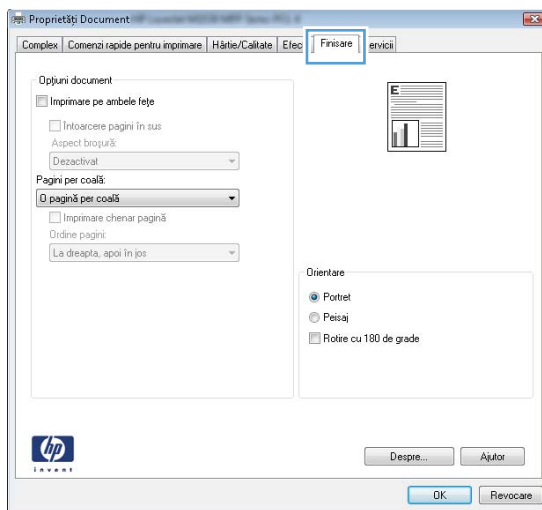 Proprietăți Document
Complex Comenzi rapide pentru imprimare Hârtie/Calitate Efec Finisare ervicii
Opțiuni document
Imprimare pe ambele fețe
Întoarcere pagini în sus
Aspect broșură:
Dezactivat
Pagini per coală:
O pagină per coală
Imprimare chenar pagină
Ordine pagini:
La dreapta, apoi în jos
E
Orientare
Portret
Peisaj
Rotire cu 180 de grade
hp
invent
Despre... Ajutor
OK Revocare